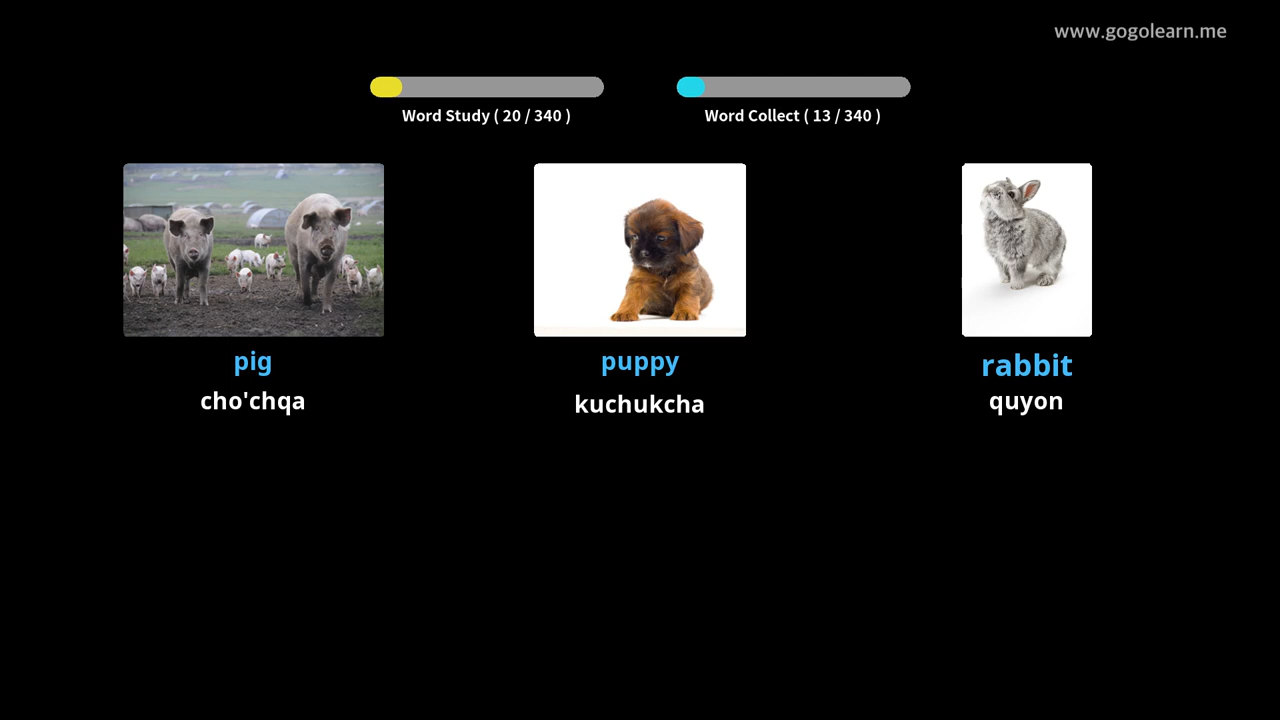 www.gogolearn.me
Word Study ( 20 / 340 )
Word Collect ( 13 / 340 )
pig
cho'chqa
puppy
kuchukcha
rabbit
quyon